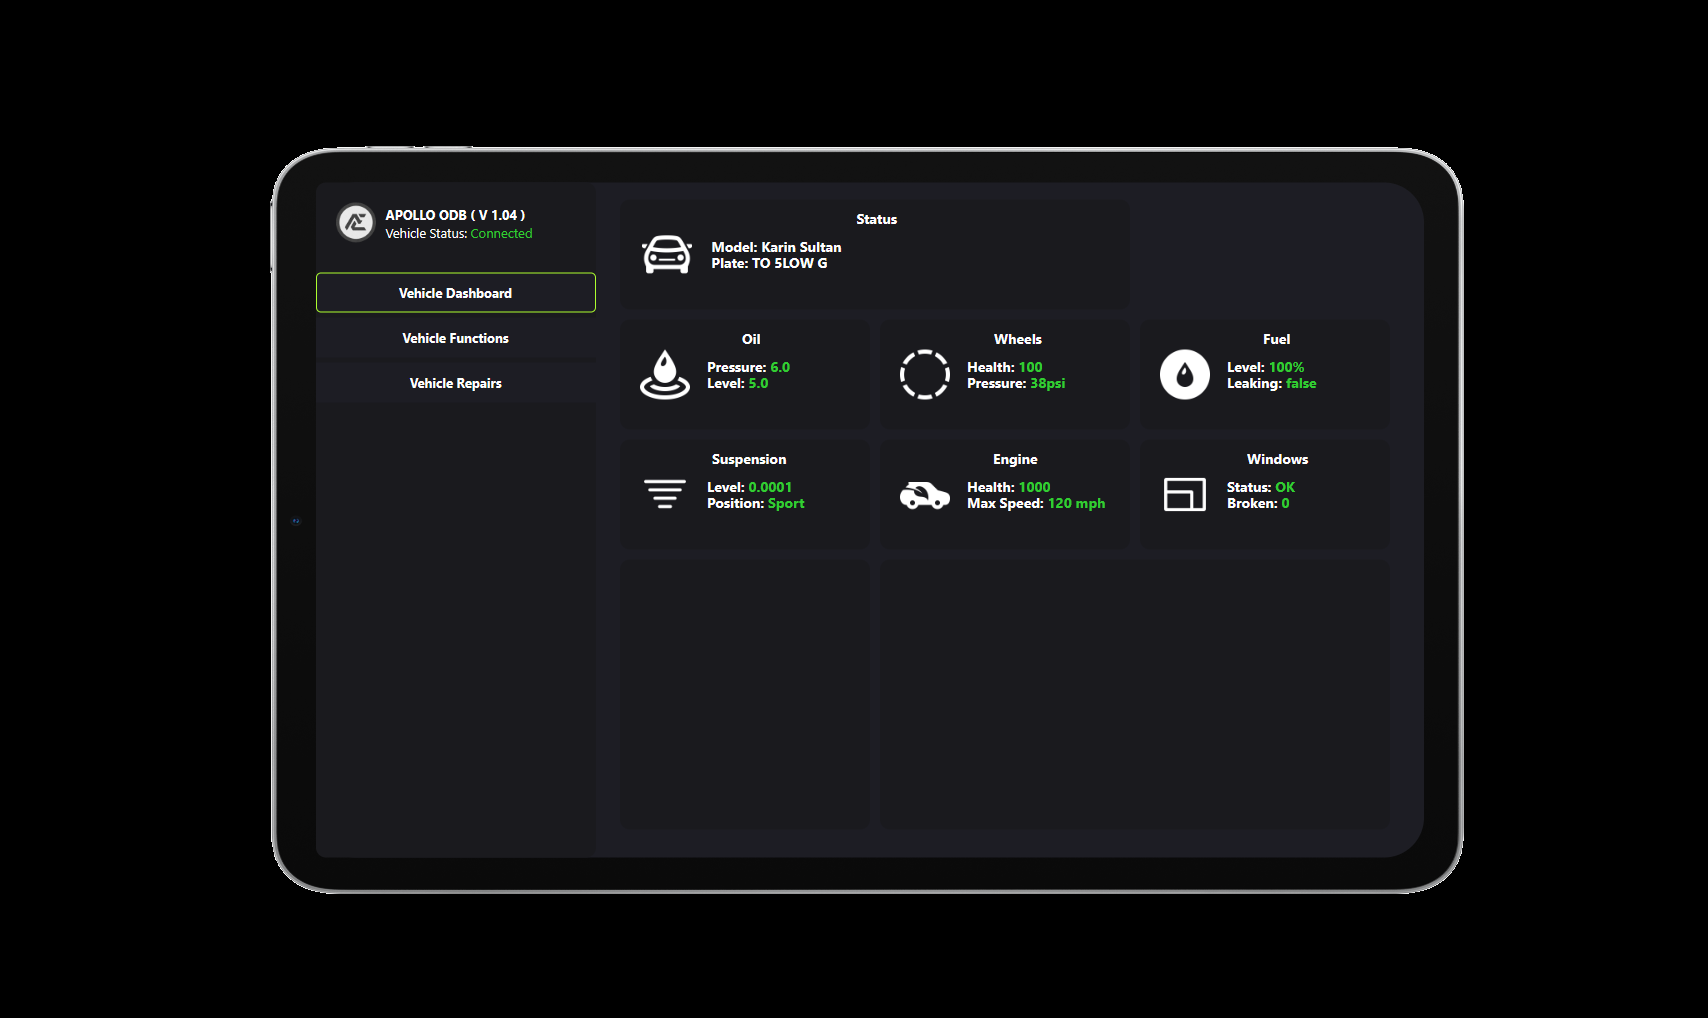 APOLLO ODB ( V 1.04 )
Vehicle Status: Connected
Vehicle Dashboard
Vehicle Functions
Vehicle Repairs
Status
Model: Karin Sultan
Plate: TO 5LOW G
Oil
Pressure: 6.0
Level: 5.0
Wheels
Health: 100
Pressure: 38psi
Fuel
Level: 100%
Leaking: false
Suspension
Level: 0.0001
Position: Sport
Engine
Health: 1000
Max Speed: 120 mph
Windows
Status: OK
Broken: 0